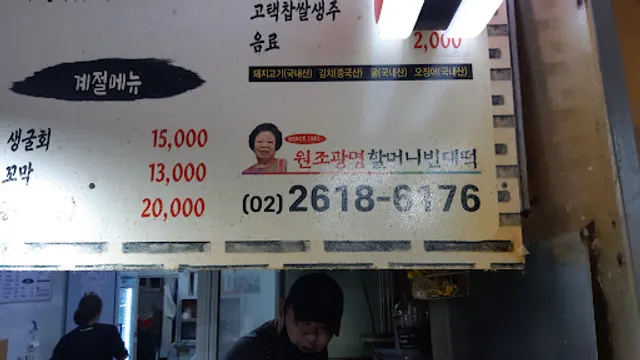 고택찹쌀생주
음료
2,000
돼지고기(국내산) 김치(중국산) 굴(국내산) 오징어(국내산)
계절메뉴
생굴회 15,000
꼬막 13,000
20,000
SINCE 1982
원조광명할머니빈대떡
(02) 2618-6176